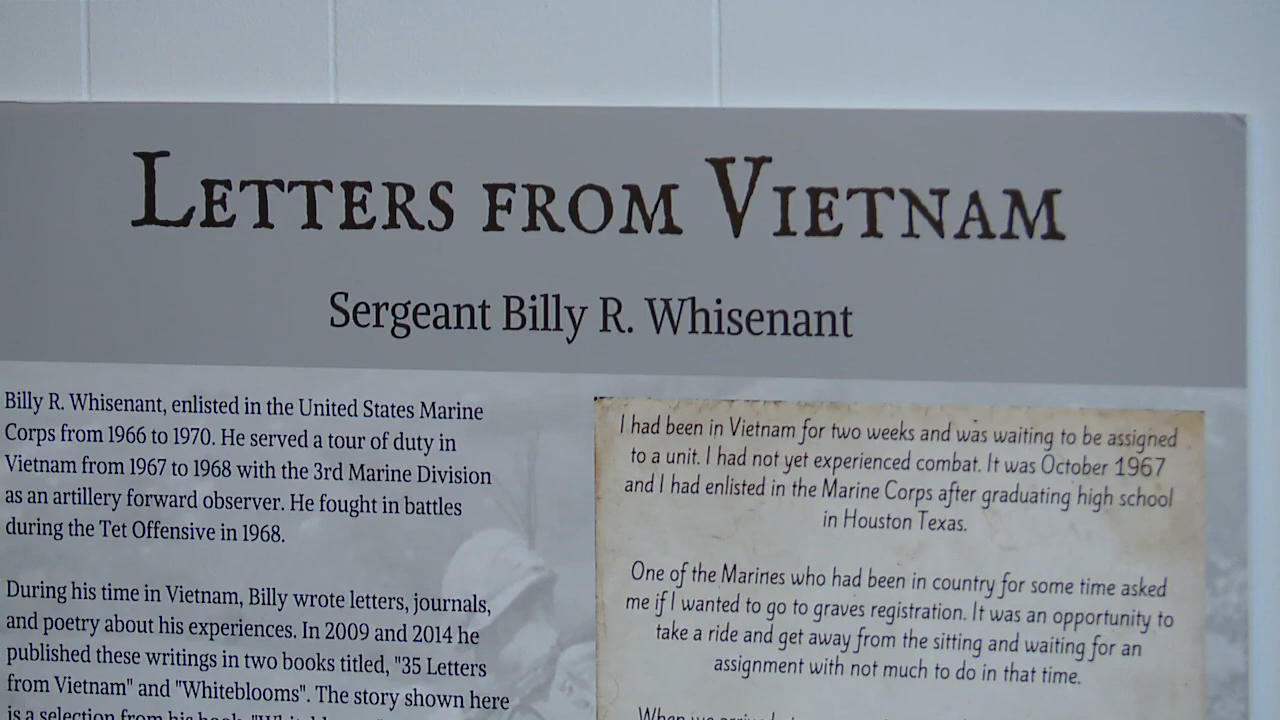 LETTERS FROM VIETNAM
Sergeant Billy R. Whisenant
Billy R. Whisenant, enlisted in the United States Marine
Corps from 1966 to 1970. He served a tour of duty in
Vietnam from 1967 to 1968 with the 3rd Marine Division
as an artillery forward observer. He fought in battles
during the Tet Offensive in 1968.
During his time in Vietnam, Billy wrote letters, journals,
and poetry about his experiences. In 2009 and 2014 he
published these writings in two books titled, "35 Letters
from Vietnam" and "Whiteblooms". The story shown here
is a selection from his book
I had been in Vietnam for two weeks and was waiting to be assigned
to a unit. I had not yet experienced combat. It was October 1967
and I had enlisted in the Marine Corps after graduating high school
in Houston Texas.
One of the Marines who had been in country for some time asked
me if I wanted to go to graves registration. It was an opportunity to
take a ride and get away from the sitting and waiting for an
assignment with not much to do in that time.
When we